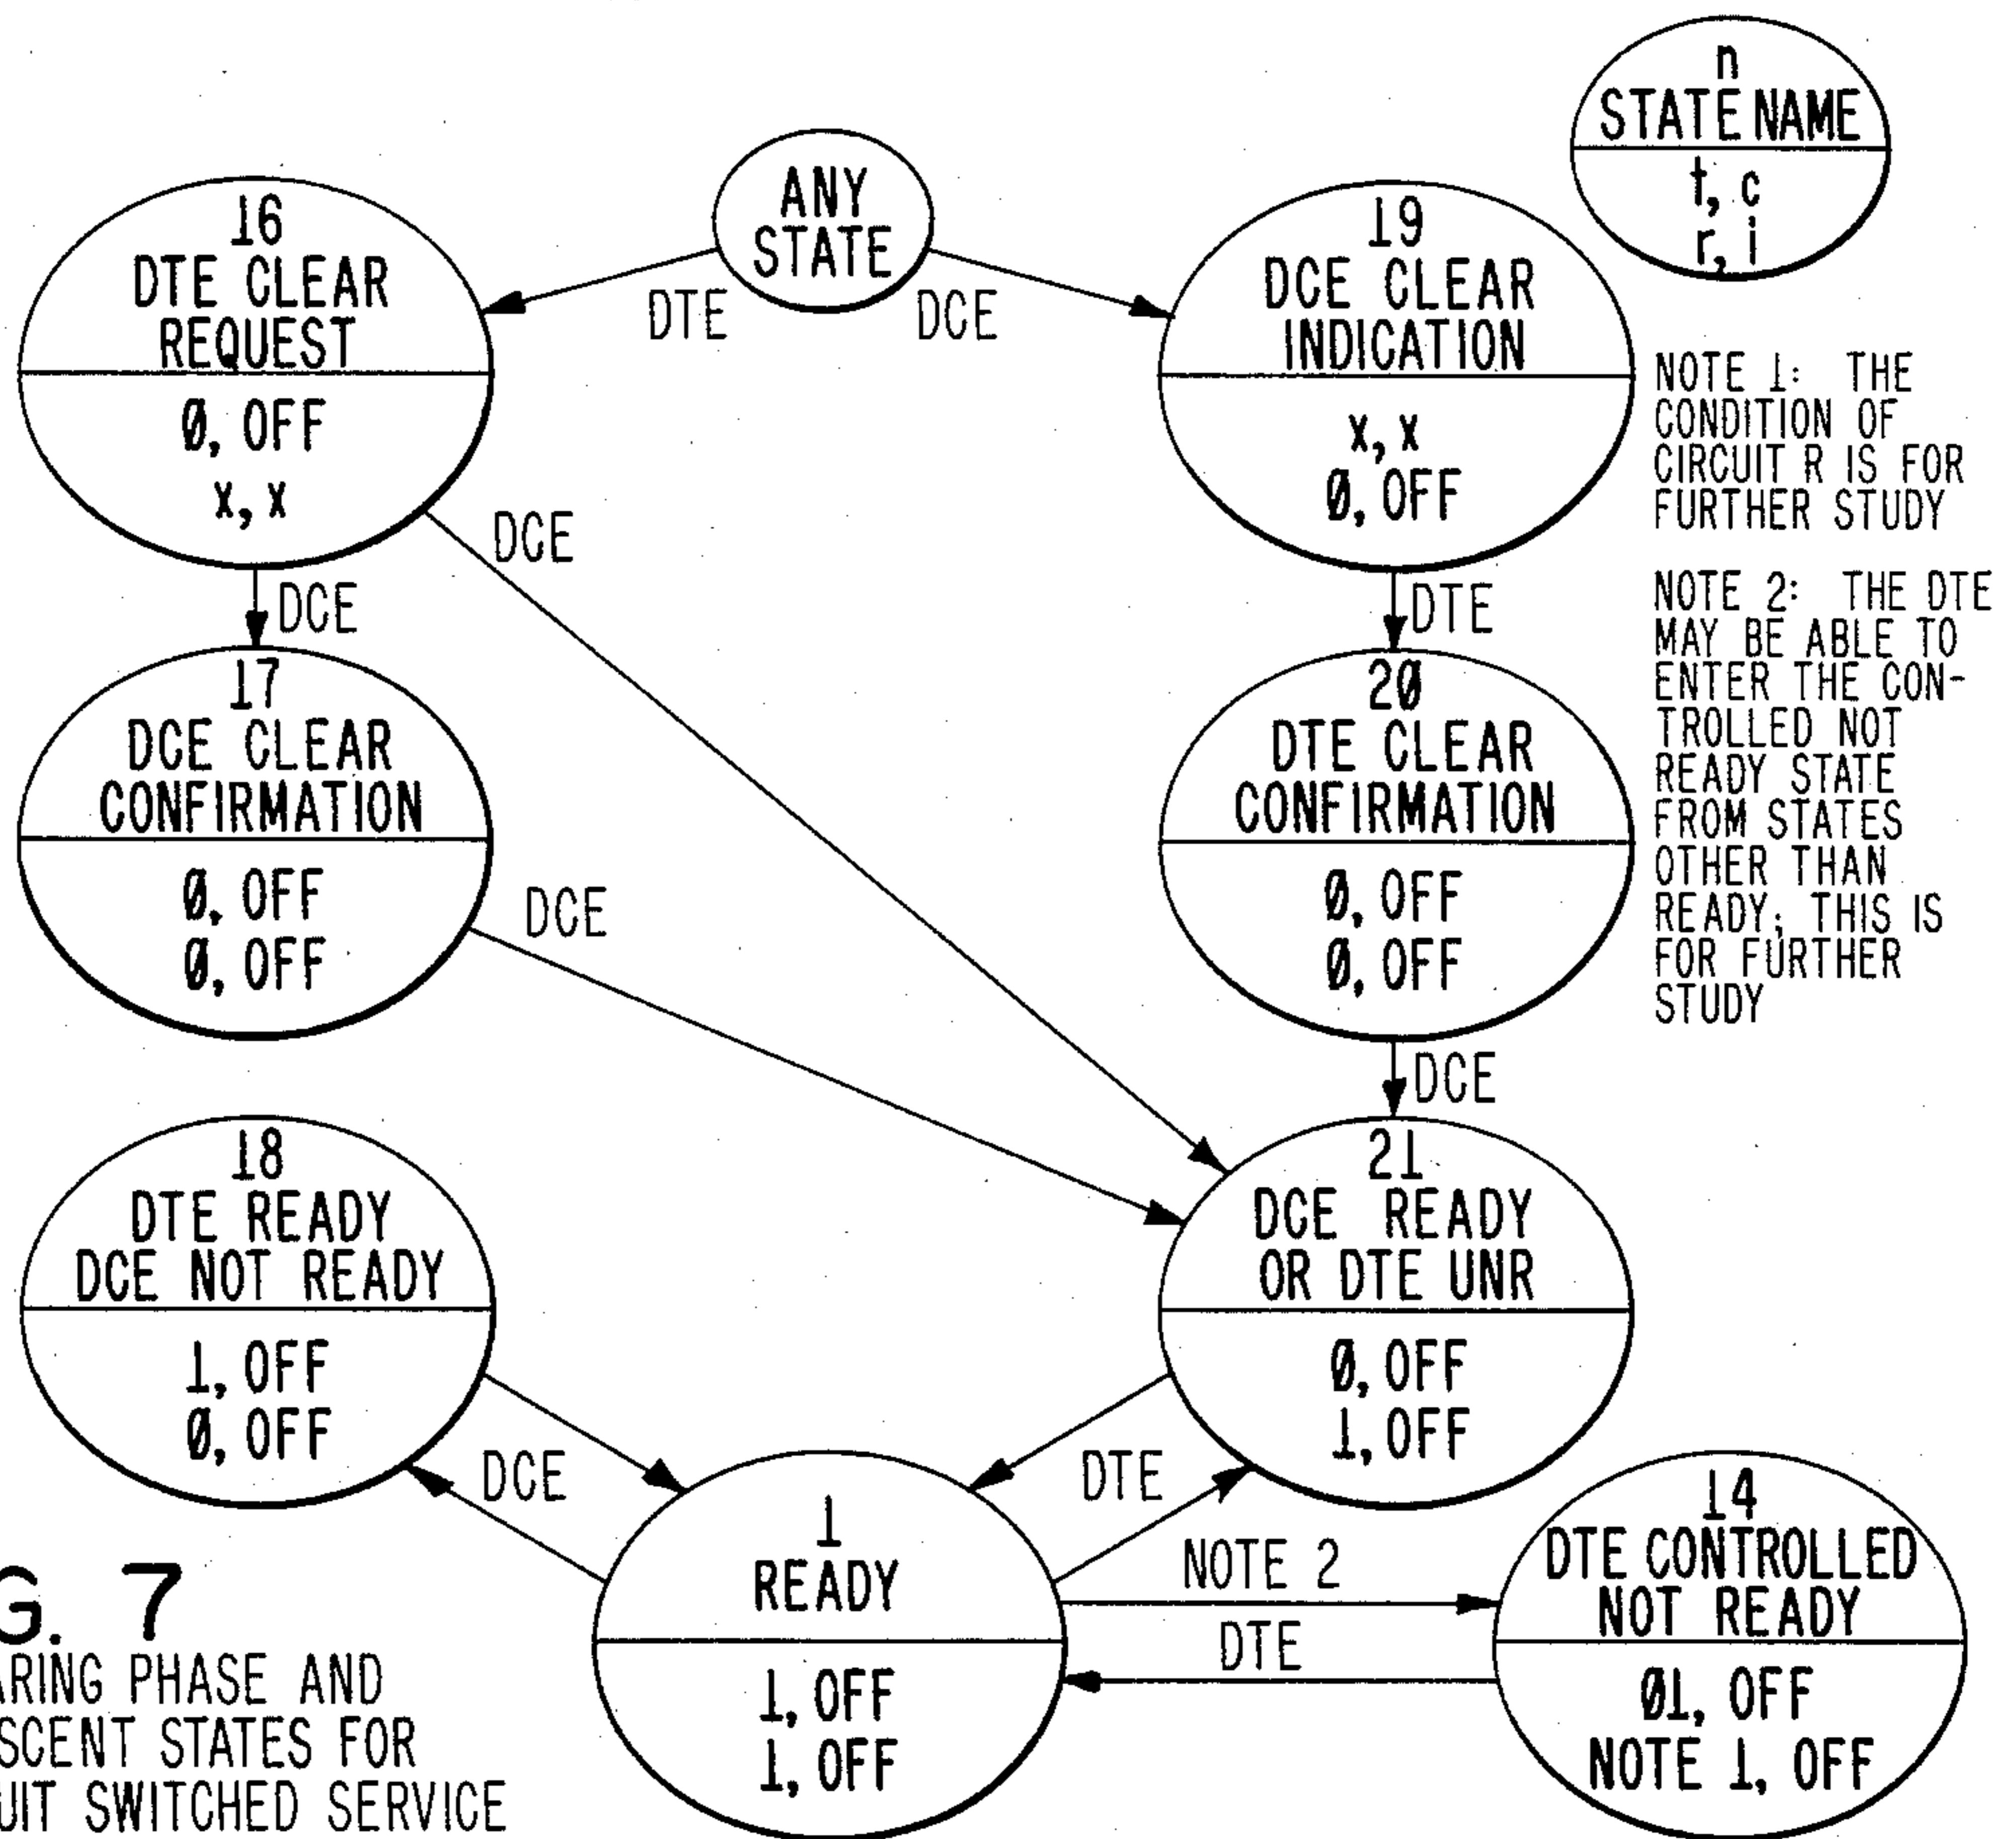 n
STATE NAME
t, c
r, i
ANY
STATE
DTE
DCE
16
DTE CLEAR
REQUEST
Ø, OFF
x, x
19
DCE CLEAR
INDICATION
x, x
Ø, OFF
NOTE 1: THE
CONDITION OF
CIRCUIT R IS FOR
FURTHER STUDY
NOTE 2: THE DTE
MAY BE ABLE TO
ENTER THE CON-
TROLLED NOT
READY STATE
FROM STATES
OTHER THAN
READY; THIS IS
FOR FURTHER
STUDY
DCE
DCE
DTE
17
DCE CLEAR
CONFIRMATION
Ø, OFF
Ø, OFF
20
DTE CLEAR
CONFIRMATION
Ø, OFF
Ø, OFF
DCE
DCE
18
DTE READY
DCE NOT READY
1, OFF
Ø, OFF
21
DCE READY
OR DTE UNR
Ø, OFF
1, OFF
DCE
DTE
1
READY
1, OFF
1, OFF
NOTE 2
DTE
14
DTE CONTROLLED
NOT READY
Ø1, OFF
NOTE 1, OFF
G. 7
ARING PHASE AND
SCENT STATES FOR
UIT SWITCHED SERVICE